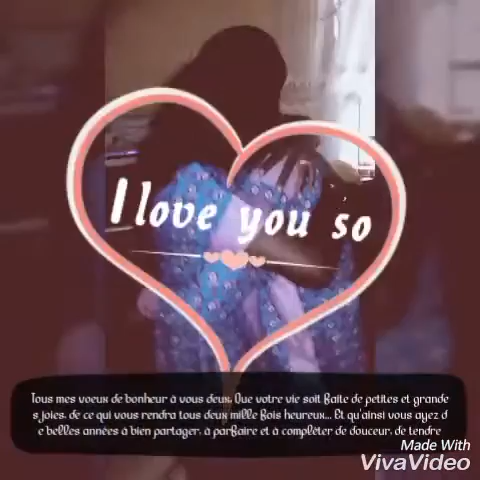 I love you so
Tous mes voeux de bonheur à vous deux. Que votre vie soit faite de petites et grande
s joies, de ce qui vous rendra tous deux mille fois heureux... Et qu'ainsi vous ayez d
e belles années à bien partager, à parfaire et à complèter de douceur, de tendre
Made With
VivaVideo